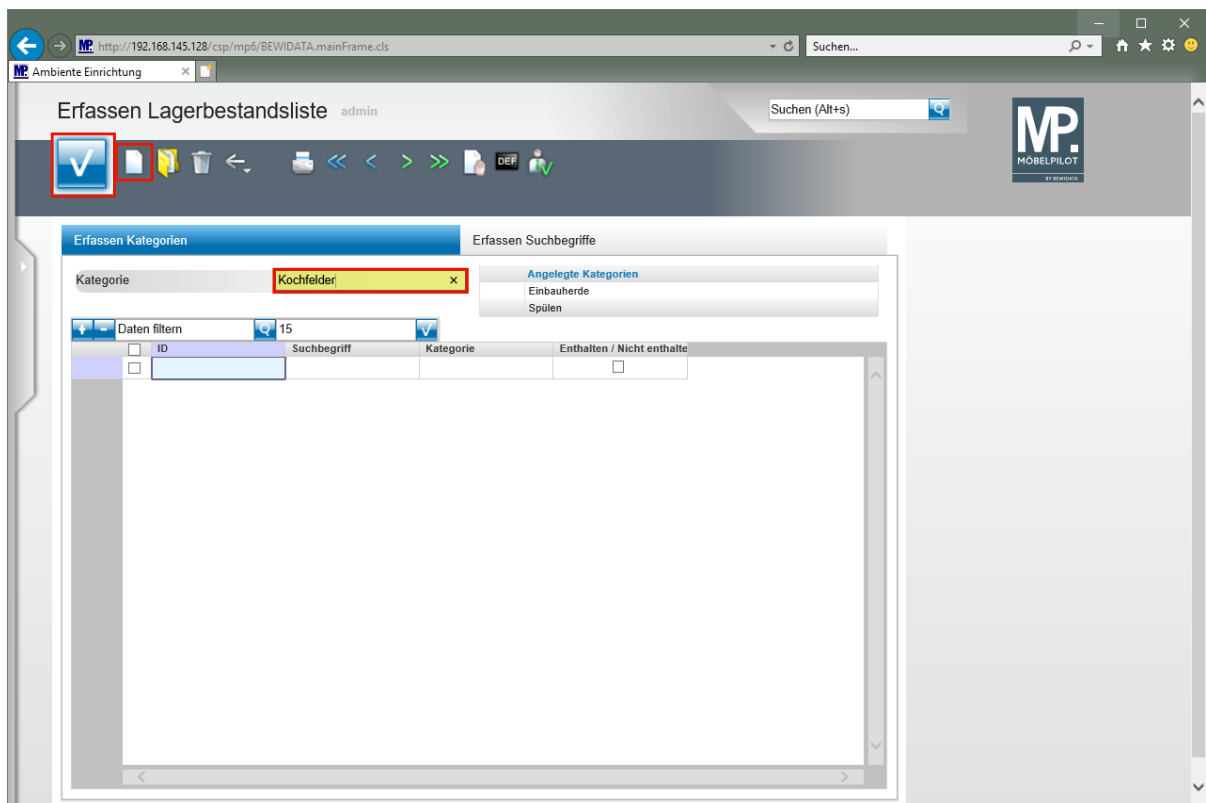 http://192.168.145.128/csp/mp6/BEWIDATA.mainFrame.cls
Suchen...
MP. Ambiente Einrichtung
Erfassen Lagerbestandsliste admin
Suchen (Alt+s)
MP.
MÖBELPILOT
BY BEWIDATA
DEF
Erfassen Kategorien
Erfassen Suchbegriffe
Kategorie
Kochfelder
Angelegte Kategorien
Einbauherde
Spülen
Daten filtern
15
ID Suchbegriff Kategorie Enthalten / Nicht enthalte